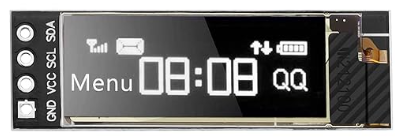 GND VCC SCL SDA
Menu 08:08 QQ